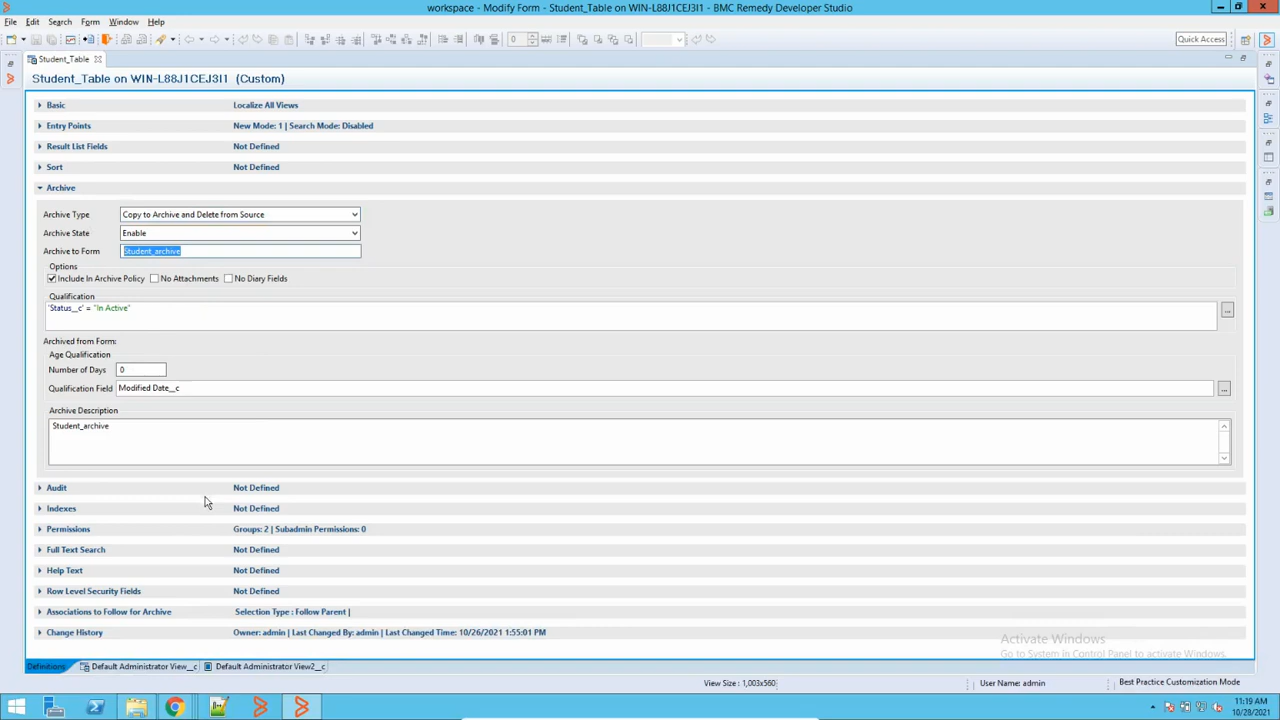 workspace - Modify Form - Student_Table on WIN-L88J1CEJ3I1 - BMC Remedy Developer Studio
File Edit Search Form Window Help
0
Quick Access
Student_Table
Student_Table on WIN-L88J1CEJ3I1 (Custom)
Basic Localize All Views
Entry Points New Mode: 1 | Search Mode: Disabled
Result List Fields Not Defined
Sort Not Defined
Archive
Archive Type Copy to Archive and Delete from Source
Archive State Enable
Archive to Form Student_archive
Options
Include In Archive Policy No Attachments No Diary Fields
Qualification
'Status__c' = "In Active"
...
Archived from Form:
Age Qualification
Number of Days 0
Qualification Field Modified Date__c ...
Archive Description
Student_archive
Audit Not Defined
Indexes Not Defined
Permissions Groups: 2 | Subadmin Permissions: 0
Full Text Search Not Defined
Help Text Not Defined
Row Level Security Fields Not Defined
Associations to Follow for Archive Selection Type : Follow Parent |
Change History Owner: admin | Last Changed By: admin | Last Changed Time: 10/26/2021 1:55:01 PM
Activate Windows
Go to System in Control Panel to activate Windows.
Definitions Default Administrator View__c Default Administrator View2__c
View Size : 1,003x560 User Name: admin Best Practice Customization Mode
11:19 AM
10/28/2021